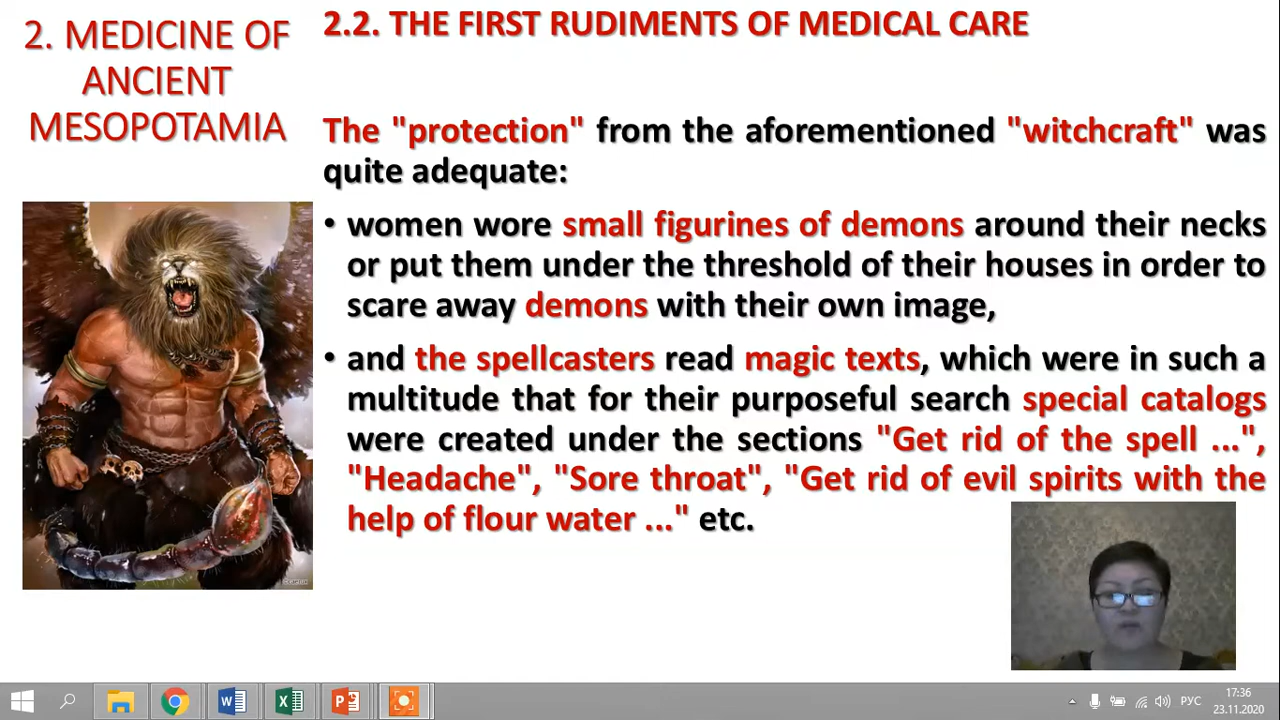 2. MEDICINE OF
ANCIENT
MESOPOTAMIA
2.2. THE FIRST RUDIMENTS OF MEDICAL CARE
The "protection" from the aforementioned "witchcraft" was
quite adequate:
• women wore small figurines of demons around their necks
or put them under the threshold of their houses in order to
scare away demons with their own image,
• and the spellcasters read magic texts, which were in such a
multitude that for their purposeful search special catalogs
were created under the sections "Get rid of the spell ...",
"Headache", "Sore throat", "Get rid of evil spirits with the
help of flour water ..." etc.
РУС
17:36
23.11.2020